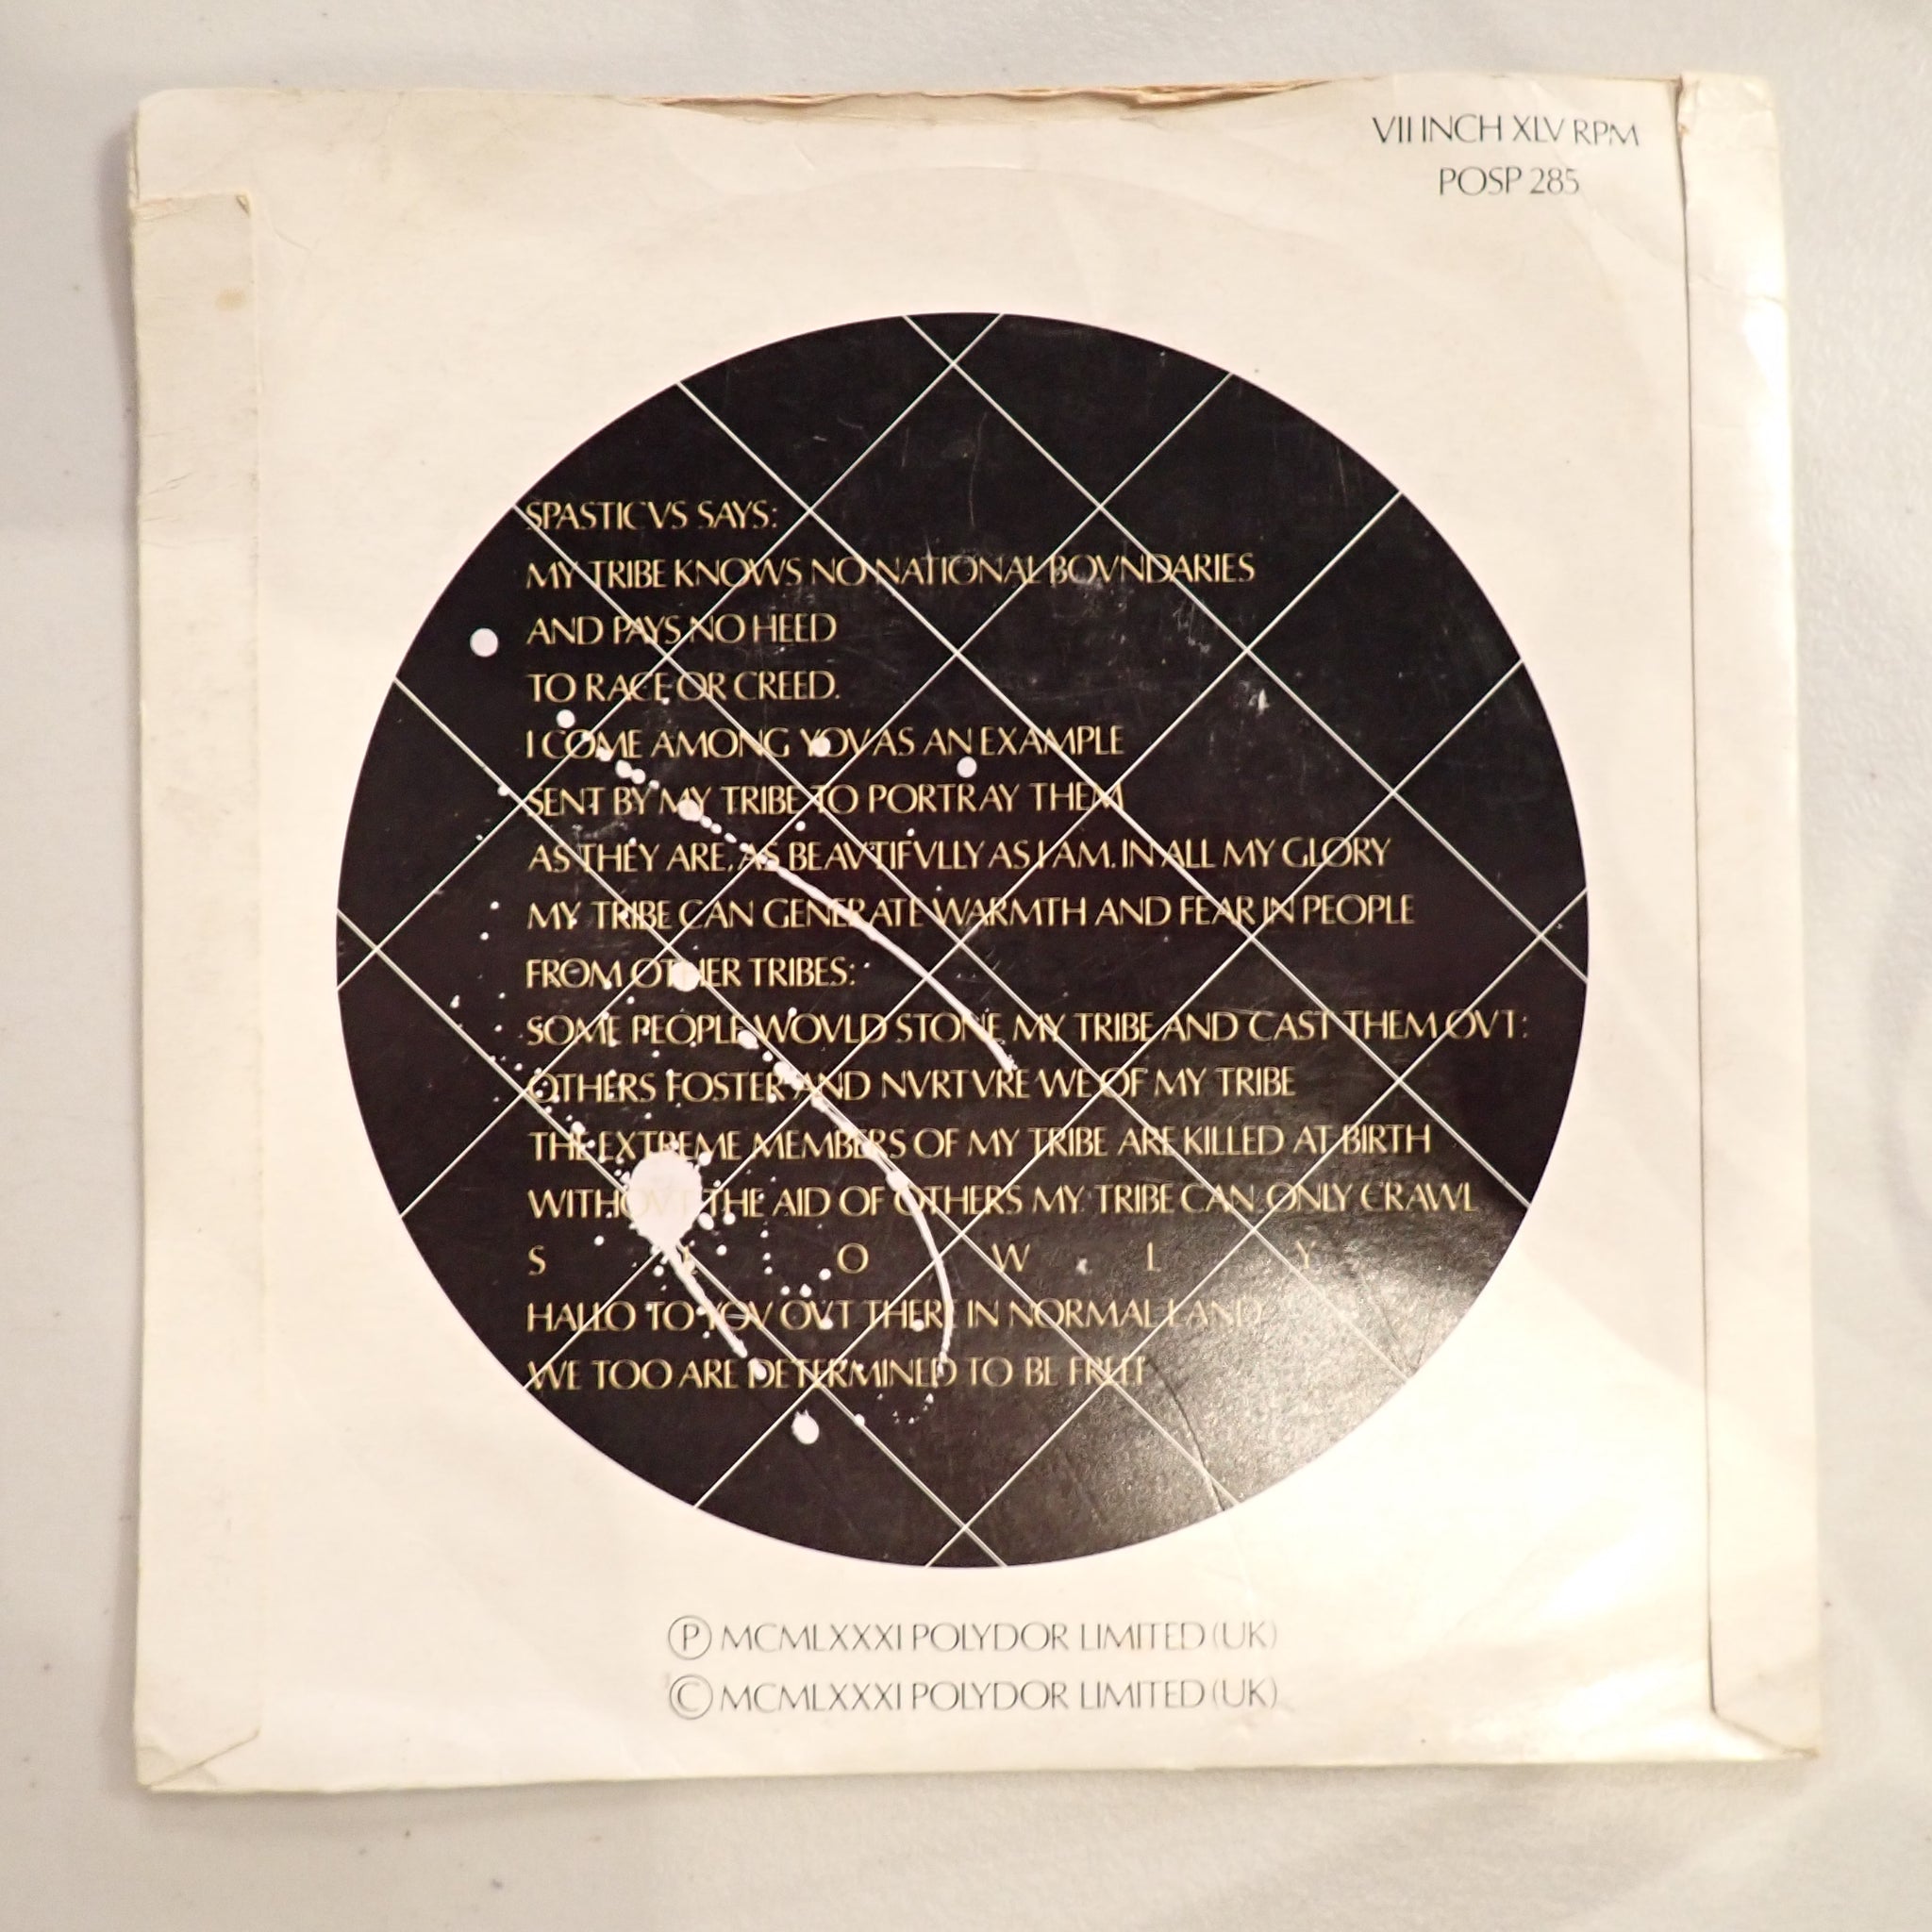 VII INCH XLV RPM
POSP 285
SPASTICVS SAYS:
MY TRIBE KNOWS NO NATIONAL BOVNDARIES
AND PAYS NO HEED
TO RACE OR CREED.
I COME AMONG YOV AS AN EXAMPLE
SENT BY MY TRIBE TO PORTRAY THEM
AS THEY ARE, AS BEAVTIFVLLY AS I AM. IN ALL MY GLORY
MY TRIBE CAN GENERATE WARMTH AND FEAR IN PEOPLE
FROM OTHER TRIBES:
SOME PEOPLE WOVLD STONE MY TRIBE AND CAST THEM OVT:
OTHERS FOSTER AND NVRTVRE WE OF MY TRIBE
THE EXTREME MEMBERS OF MY TRIBE ARE KILLED AT BIRTH
WITHOVT THE AID OF OTHERS MY TRIBE CAN ONLY CRAWL
S L O W L Y
HALLO TO YOV OVT THERE IN NORMAL LAND
WE TOO ARE DETERMINED TO BE FREE
Ⓟ MCMLXXXI POLYDOR LIMITED (UK)
© MCMLXXXI POLYDOR LIMITED (UK)